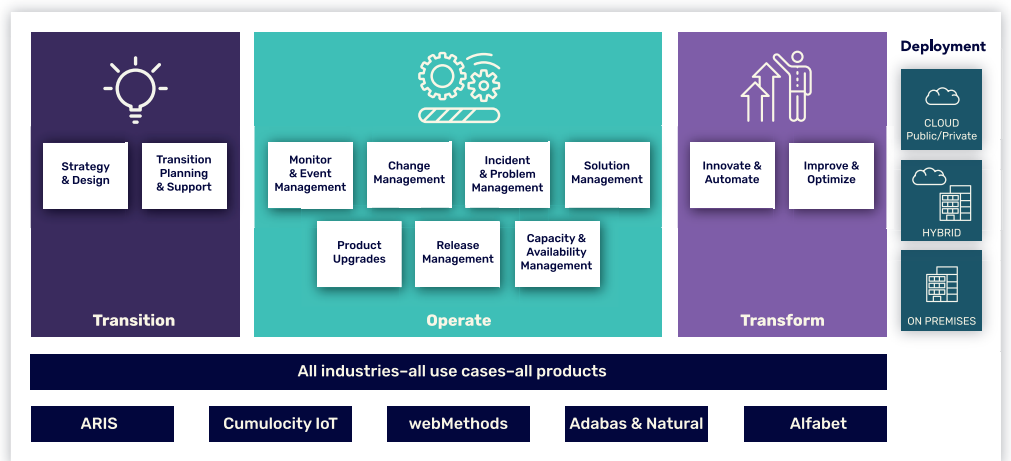 Deployment
Strategy
& Design
Transition
Planning
& Support
Transition
Monitor
& Event
Management
Change
Management
Incident
& Problem
Management
Solution
Management
Product
Upgrades
Release
Management
Capacity &
Availability
Management
Operate
Innovate &
Automate
Improve &
Optimize
Transform
CLOUD
Public/Private
HYBRID
ON PREMISES
All industries–all use cases–all products
ARIS
Cumulocity IoT
webMethods
Adabas & Natural
Alfabet